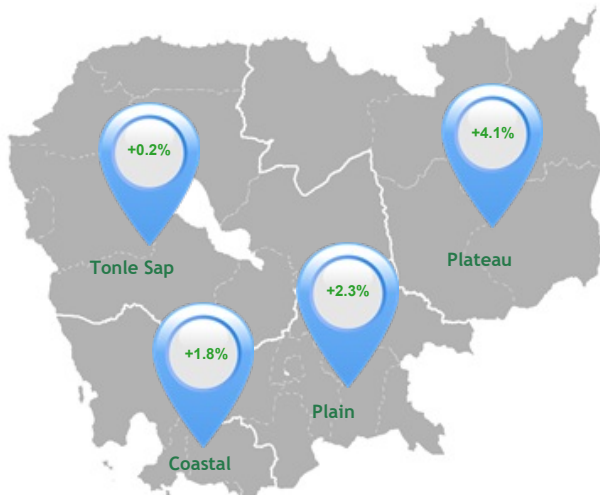 +0.2%
Tonle Sap
+4.1%
Plateau
+2.3%
Plain
+1.8%
Coastal